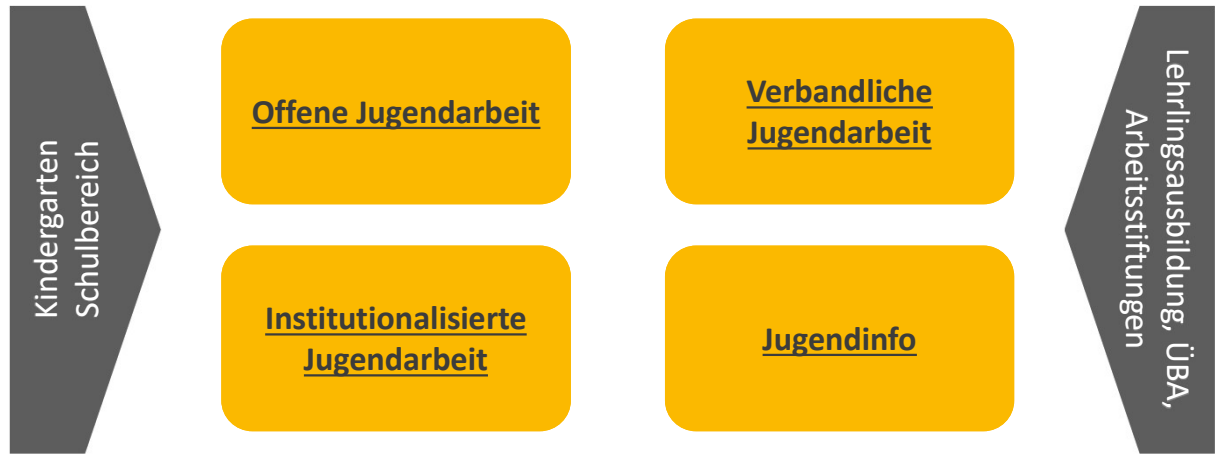 Kindergarten
Schulbereich
Offene Jugendarbeit
Verbandliche
Jugendarbeit
Institutionalisierte
Jugendarbeit
Jugendinfo
Lehrlingsausbildung, ÜBA,
Arbeitsstiftungen